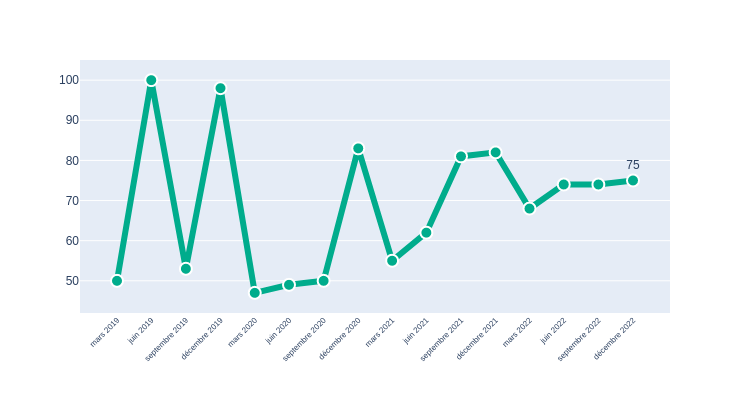 100
90
80
70
60
50
75
mars 2019
juin 2019
septembre 2019
décembre 2019
mars 2020
juin 2020
septembre 2020
décembre 2020
mars 2021
juin 2021
septembre 2021
décembre 2021
mars 2022
juin 2022
septembre 2022
décembre 2022